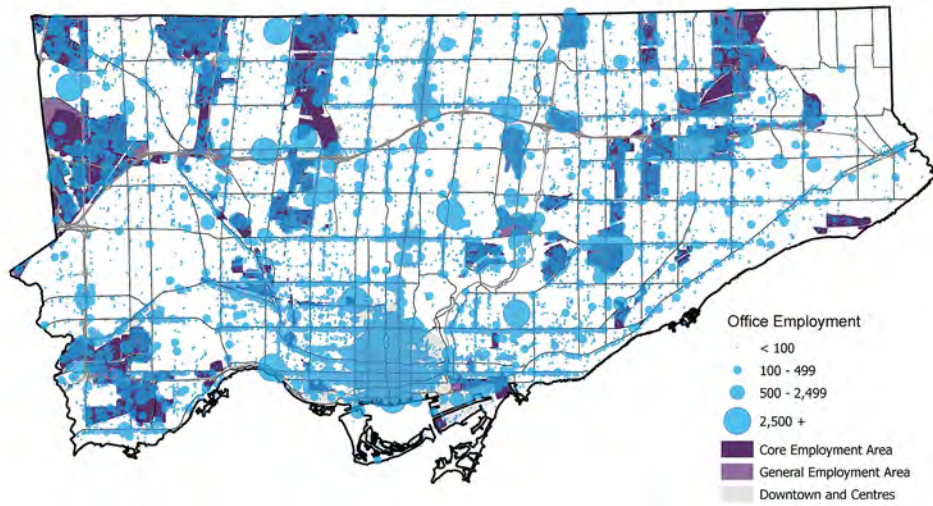 Office Employment
< 100
100 - 499
500 - 2,499
2,500 +
Core Employment Area
General Employment Area
Downtown and Centres